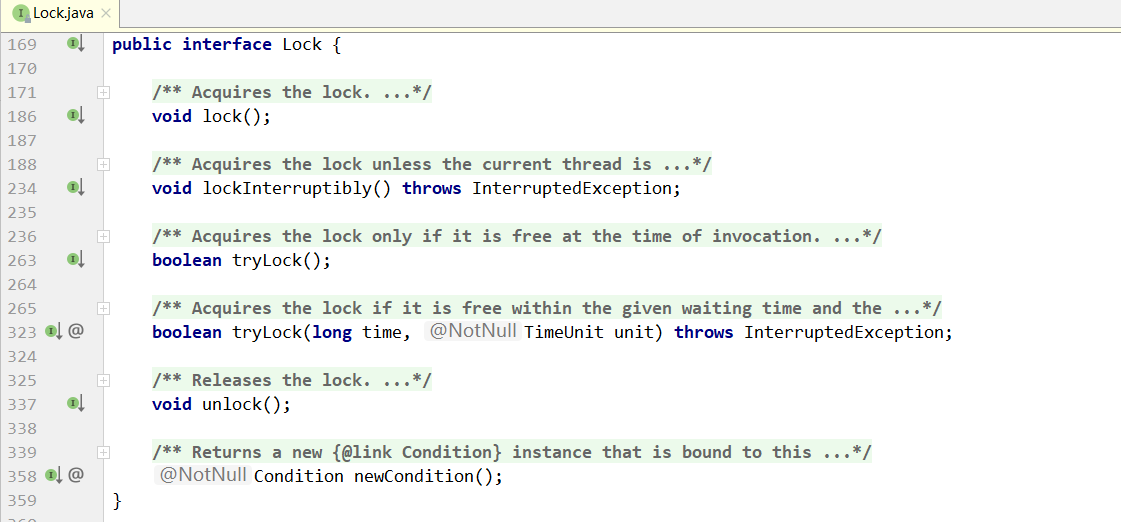 Lock.java
169 public interface Lock {
170
171 /** Acquires the lock. ...*/
186 void lock();
187
188 /** Acquires the lock unless the current thread is ...*/
234 void lockInterruptibly() throws InterruptedException;
235
236 /** Acquires the lock only if it is free at the time of invocation. ...*/
263 boolean tryLock();
264
265 /** Acquires the lock if it is free within the given waiting time and the ...*/
323 @ boolean tryLock(long time, @NotNull TimeUnit unit) throws InterruptedException;
324
325 /** Releases the lock. ...*/
337 void unlock();
338
339 /** Returns a new {@link Condition} instance that is bound to this ...*/
358 @ @NotNull Condition newCondition();
359 }